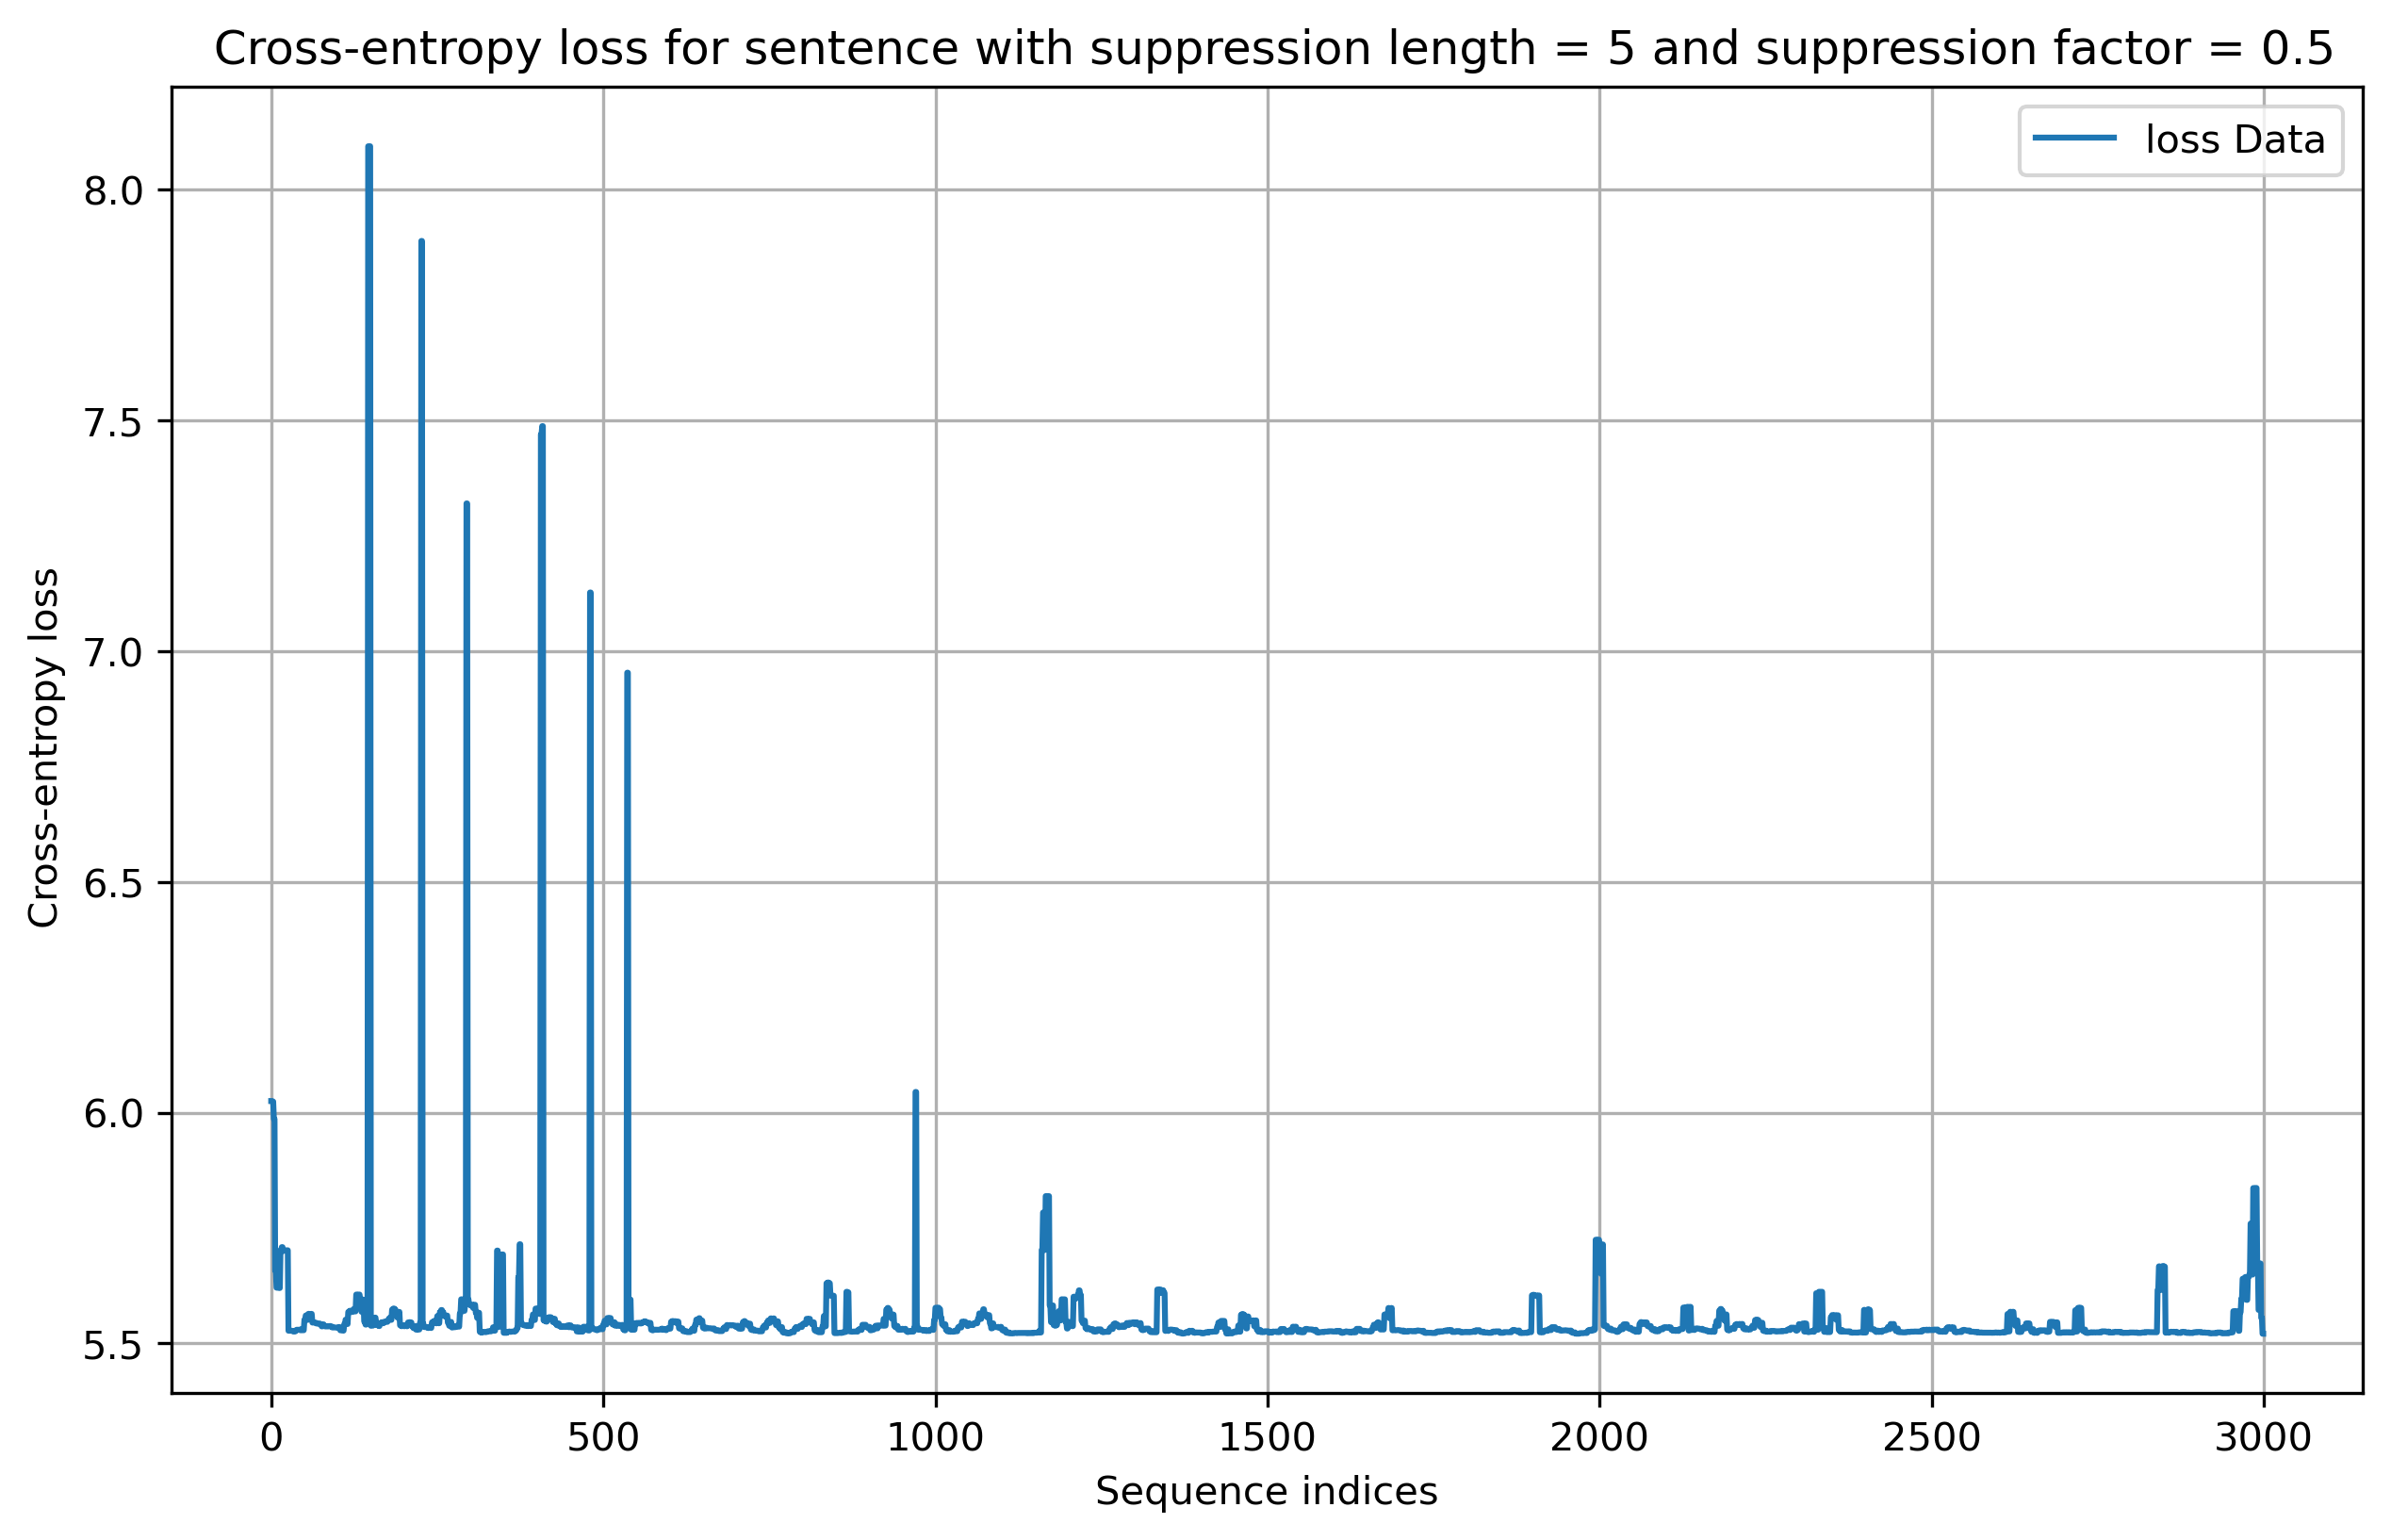 Cross-entropy loss for sentence with suppression length = 5 and suppression factor = 0.5
loss Data
8.0
7.5
7.0
6.5
6.0
5.5
Cross-entropy loss
0 500 1000 1500 2000 2500 3000
Sequence indices